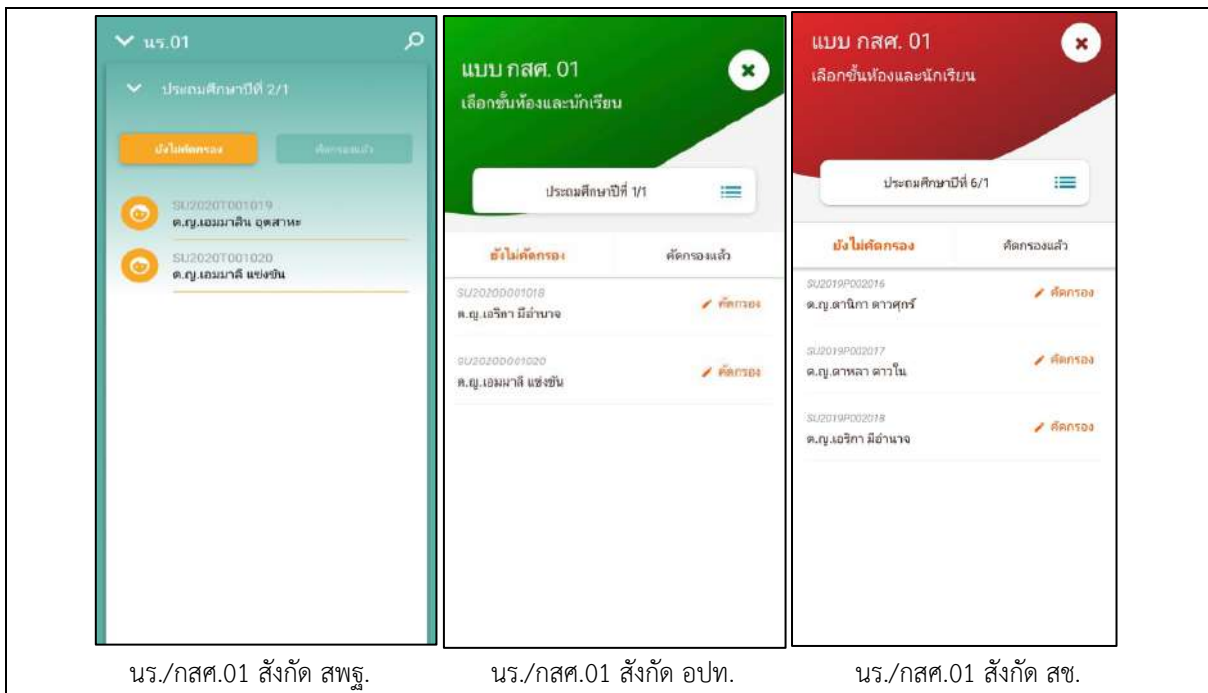 นร.01
ประถมศึกษาปีที่ 2/1
ยังไม่คัดกรอง
คัดกรองแล้ว
SU2020T001019
ด.ญ.เอมมาลิน อุตสาหะ
SU2020T001020
ด.ญ.เอมมาลี แข่งขัน
แบบ กสศ. 01
เลือกชั้นห้องและนักเรียน
ประถมศึกษาปีที่ 1/1
ยังไม่คัดกรอง
คัดกรองแล้ว
SU2020D001018
ด.ญ.เอริกา มีอำนาจ
คัดกรอง
SU2020D001020
ด.ญ.เอมมาลี แข่งขัน
คัดกรอง
แบบ กสศ. 01
เลือกชั้นห้องและนักเรียน
ประถมศึกษาปีที่ 6/1
ยังไม่คัดกรอง
คัดกรองแล้ว
SU2019P002016
ด.ญ.ดานิกา ดาวศุกร์
คัดกรอง
SU2019P002017
ด.ญ.ดาหลา ดาวใน
คัดกรอง
SU2019P002018
ด.ญ.เอริกา มีอำนาจ
คัดกรอง
นร./กสศ.01 สังกัด สพฐ.
นร./กสศ.01 สังกัด อปท.
นร./กสศ.01 สังกัด สช.